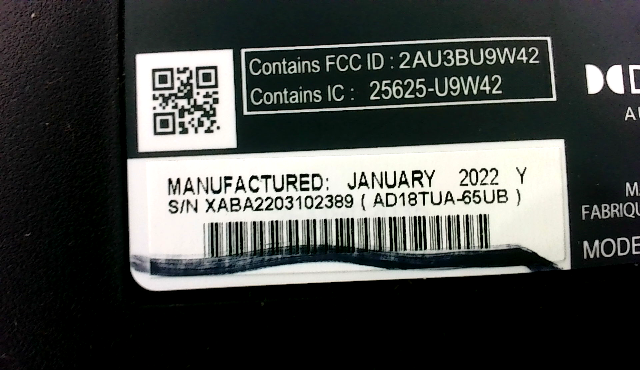 Contains FCC ID : 2AU3BU9W42
Contains IC : 25625-U9W42
MANUFACTURED: JANUARY 2022 Y
S/N XABA2203102389 ( AD18TUA-65UB )
FABRIQU
MODE